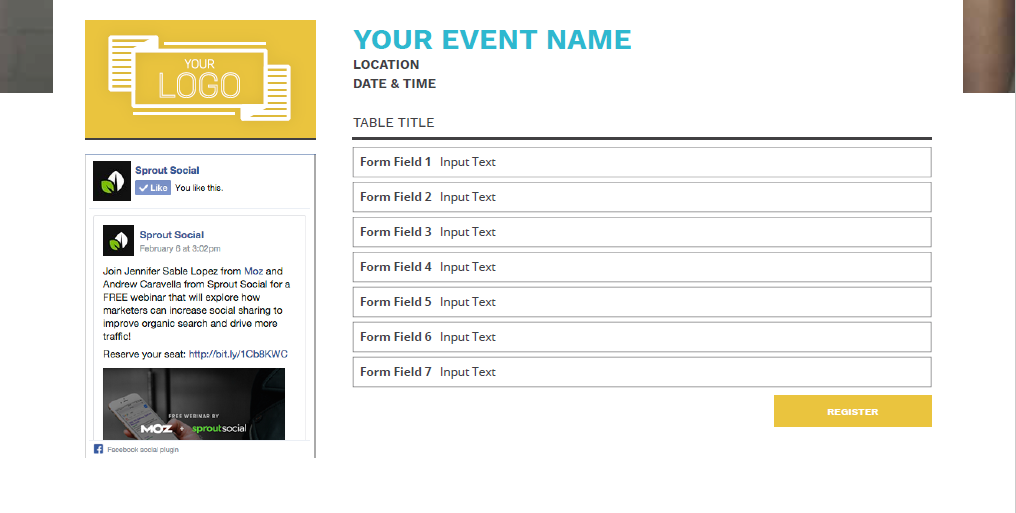 YOUR
LOGO
YOUR EVENT NAME
LOCATION
DATE & TIME
TABLE TITLE
Form Field 1 Input Text
Form Field 2 Input Text
Form Field 3 Input Text
Form Field 4 Input Text
Form Field 5 Input Text
Form Field 6 Input Text
Form Field 7 Input Text
REGISTER
Sprout Social
Like You like this.
Sprout Social
February 6 at 3:02pm
Join Jennifer Sable Lopez from Moz and
Andrew Caravella from Sprout Social for a
FREE webinar that will explore how
marketers can increase social sharing to
improve organic search and drive more
traffic!
Reserve your seat: http://bit.ly/1Cb8KWC
FREE WEBINAR BY
MOZ + sproutsocial
Facebook social plugin